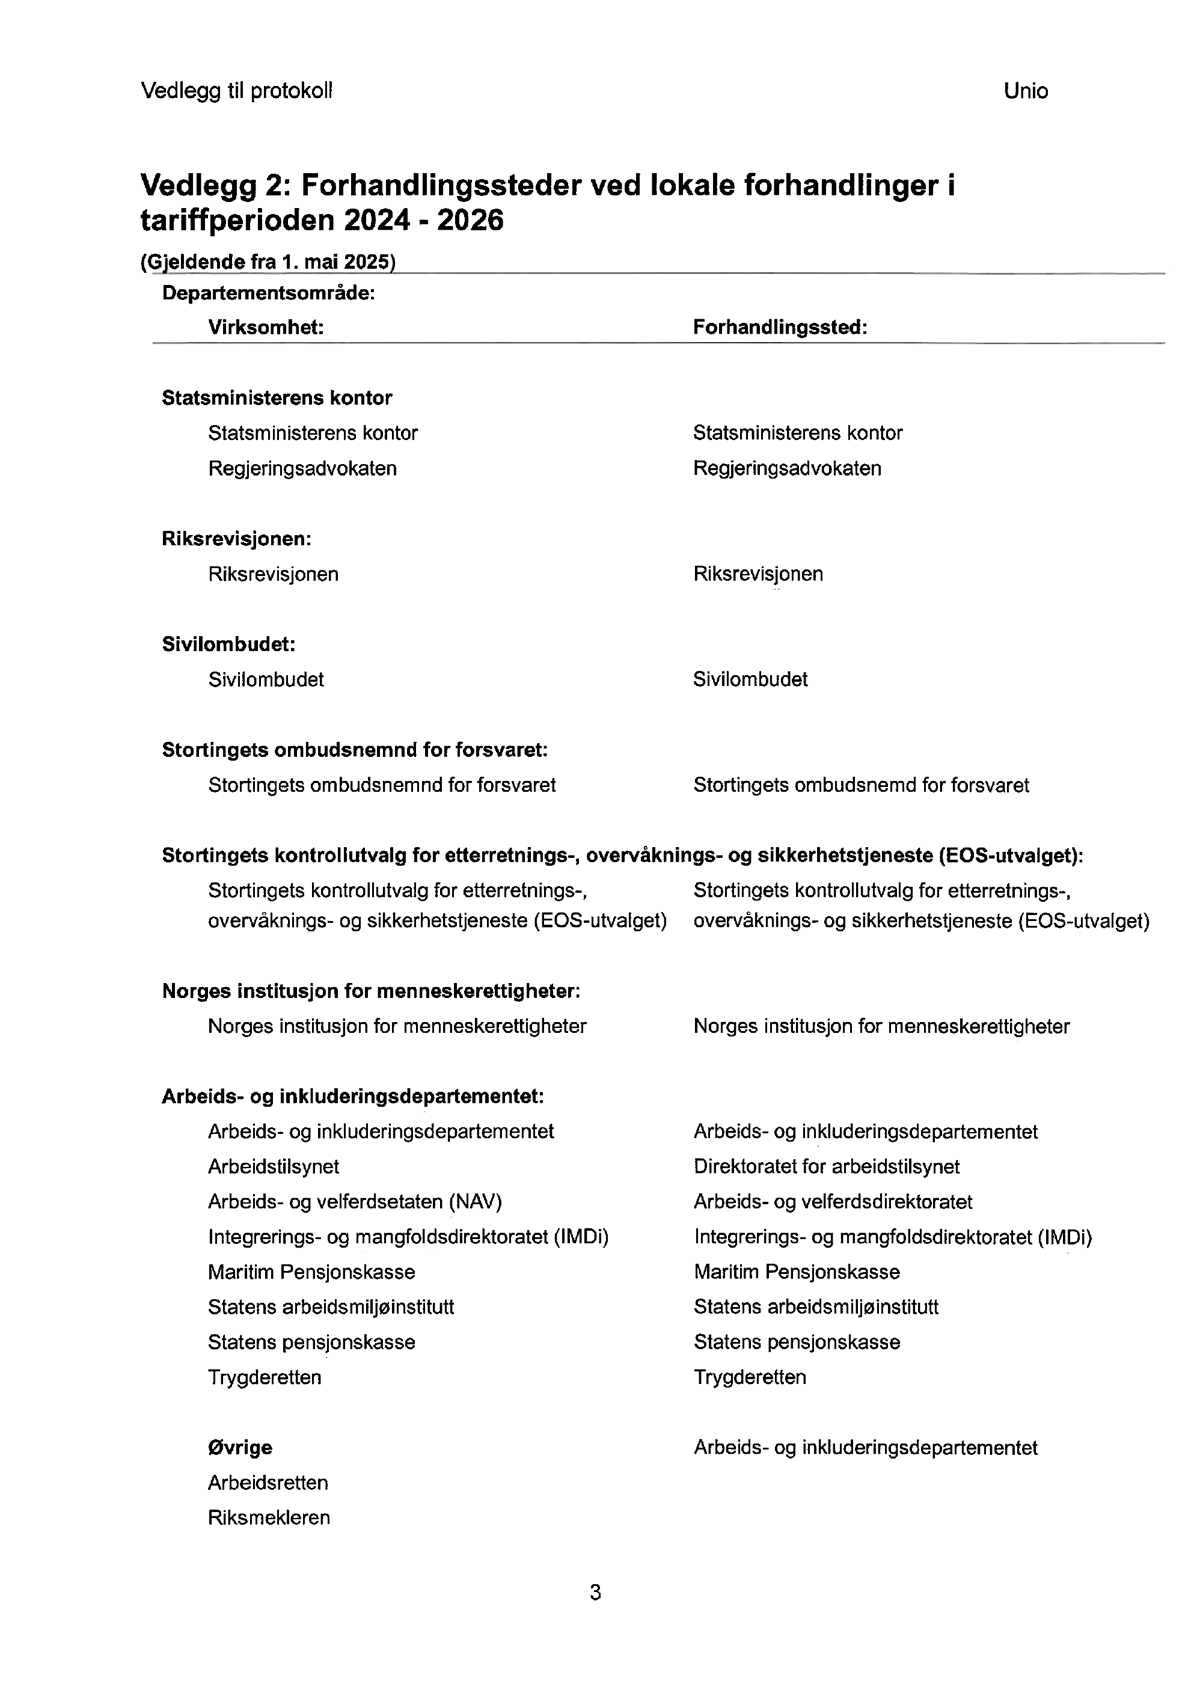 Vedlegg til protokoll Unio
Vedlegg 2: Forhandlingssteder ved lokale forhandlinger i
tariffperioden 2024 - 2026
(Gjeldende fra 1. mai 2025)
Departementsområde:
Virksomhet: Forhandlingssted:
Statsministerens kontor
Statsministerens kontor Statsministerens kontor
Regjeringsadvokaten Regjeringsadvokaten
Riksrevisjonen:
Riksrevisjonen Riksrevisjonen
Sivilombudet:
Sivilombudet Sivilombudet
Stortingets ombudsnemnd for forsvaret:
Stortingets ombudsnemnd for forsvaret Stortingets ombudsnemd for forsvaret
Stortingets kontrollutvalg for etterretnings-, overvåknings- og sikkerhetstjeneste (EOS-utvalget):
Stortingets kontrollutvalg for etterretnings-, Stortingets kontrollutvalg for etterretnings-,
overvåknings- og sikkerhetstjeneste (EOS-utvalget) overvåknings- og sikkerhetstjeneste (EOS-utvalget)
Norges institusjon for menneskerettigheter:
Norges institusjon for menneskerettigheter Norges institusjon for menneskerettigheter
Arbeids- og inkluderingsdepartementet:
Arbeids- og inkluderingsdepartementet Arbeids- og inkluderingsdepartementet
Arbeidstilsynet Direktoratet for arbeidstilsynet
Arbeids- og velferdsetaten (NAV) Arbeids- og velferdsdirektoratet
Integrerings- og mangfoldsdirektoratet (IMDi) Integrerings- og mangfoldsdirektoratet (IMDi)
Maritim Pensjonskasse Maritim Pensjonskasse
Statens arbeidsmiljøinstitutt Statens arbeidsmiljøinstitutt
Statens pensjonskasse Statens pensjonskasse
Trygderetten Trygderetten
Øvrige Arbeids- og inkluderingsdepartementet
Arbeidsretten
Riksmekleren
3